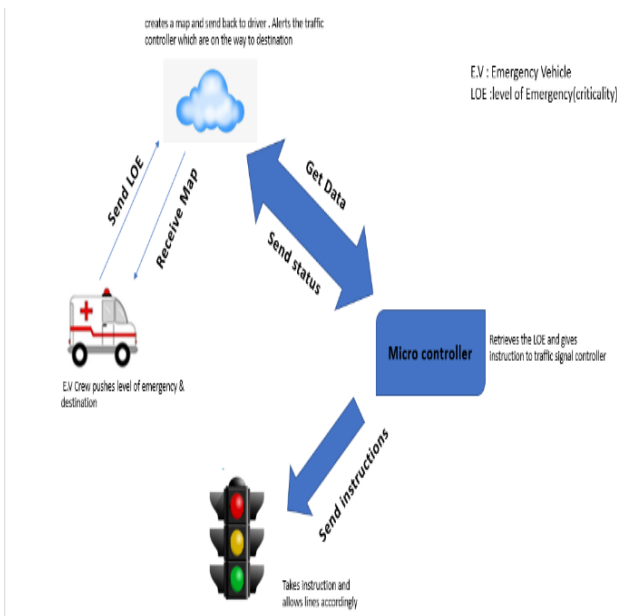 creates a map and send back to driver . Alerts the traffic
controller which are on the way to destination
E.V : Emergency Vehicle
LOE :level of Emergency(criticality)
Send LOE
Receive Map
Get Data
Send status
E.V Crew pushes level of emergency &
destination
Micro controller
Retrieves the LOE and gives
instruction to traffic signal controller
Send instructions
Takes instruction and
allows lines accordingly